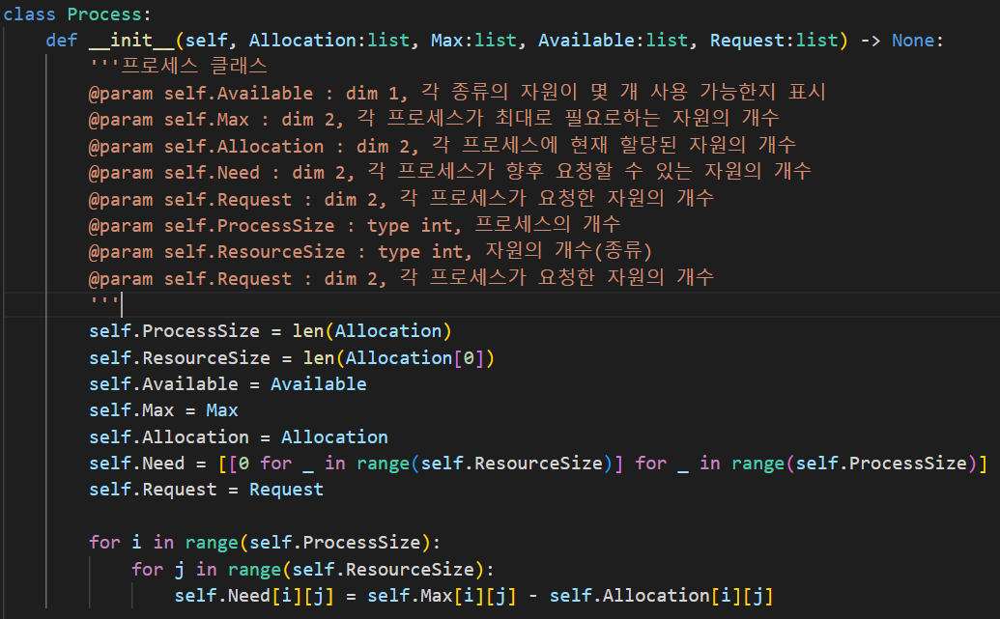 class Process:
    def __init__(self, Allocation:list, Max:list, Available:list, Request:list) -> None:
        '''프로세스 클래스
        @param self.Available : dim 1, 각 종류의 자원이 몇 개 사용 가능한지 표시
        @param self.Max : dim 2, 각 프로세스가 최대로 필요로하는 자원의 개수
        @param self.Allocation : dim 2, 각 프로세스에 현재 할당된 자원의 개수
        @param self.Need : dim 2, 각 프로세스가 향후 요청할 수 있는 자원의 개수
        @param self.Request : dim 2, 각 프로세스가 요청한 자원의 개수
        @param self.ProcessSize : type int, 프로세스의 개수
        @param self.ResourceSize : type int, 자원의 개수(종류)
        @param self.Request : dim 2, 각 프로세스가 요청한 자원의 개수
        '''
        self.ProcessSize = len(Allocation)
        self.ResourceSize = len(Allocation[0])
        self.Available = Available
        self.Max = Max
        self.Allocation = Allocation
        self.Need = [[0 for _ in range(self.ResourceSize)] for _ in range(self.ProcessSize)]
        self.Request = Request

        for i in range(self.ProcessSize):
            for j in range(self.ResourceSize):
                self.Need[i][j] = self.Max[i][j] - self.Allocation[i][j]